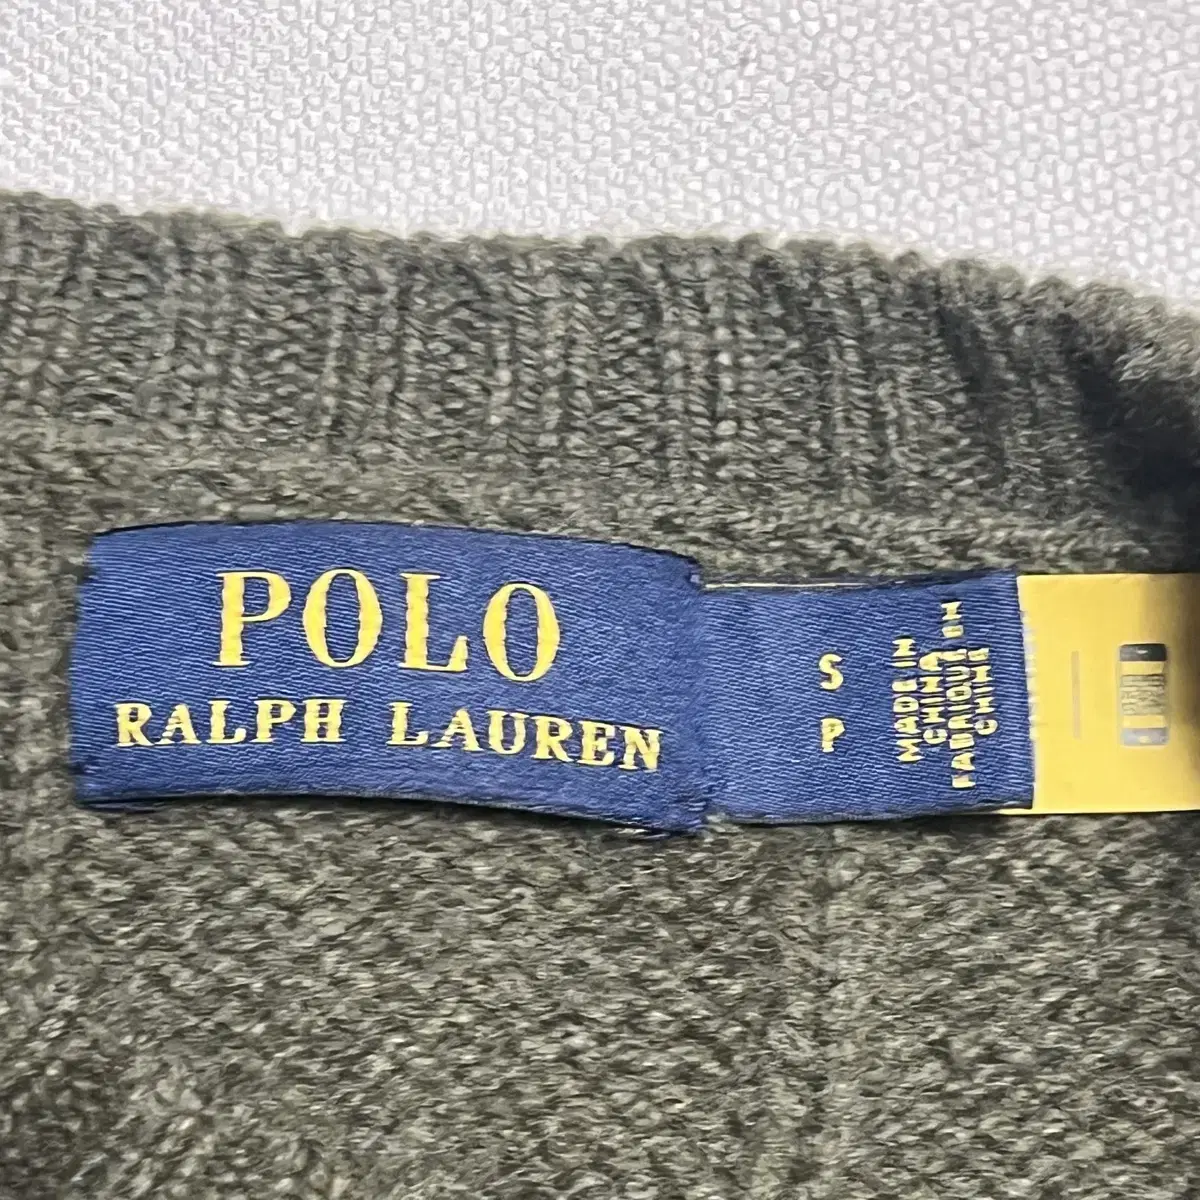 POLO
RALPH LAUREN
S
P
MADE IN
CHINA
FABRIQUÉ EN
CHINE